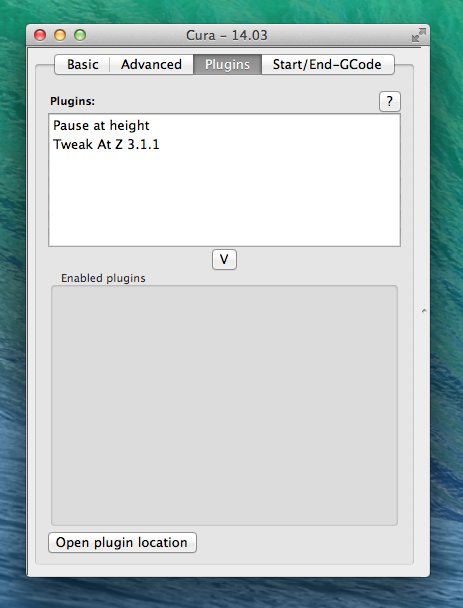 Cura – 14.03
Basic Advanced Plugins Start/End-GCode
Plugins: ?
Pause at height
Tweak At Z 3.1.1
V
Enabled plugins
Open plugin location